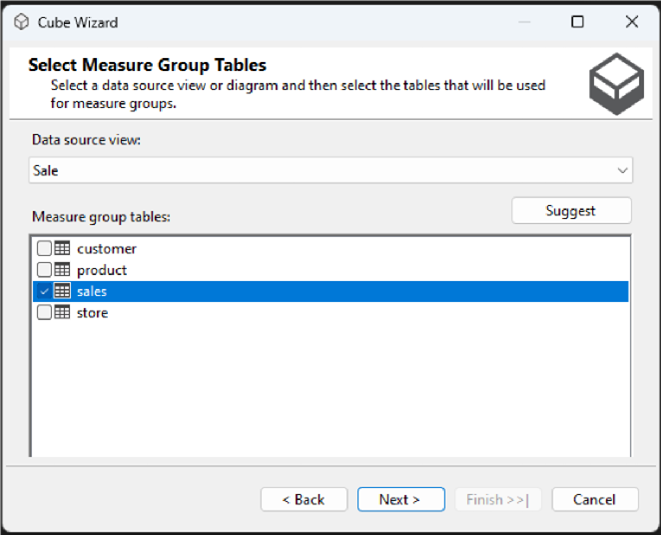 Cube Wizard
Select Measure Group Tables
Select a data source view or diagram and then select the tables that will be used
for measure groups.
Data source view:
Sale
Suggest
Measure group tables:
customer
product
sales
store
< Back
Next >
Finish >>|
Cancel